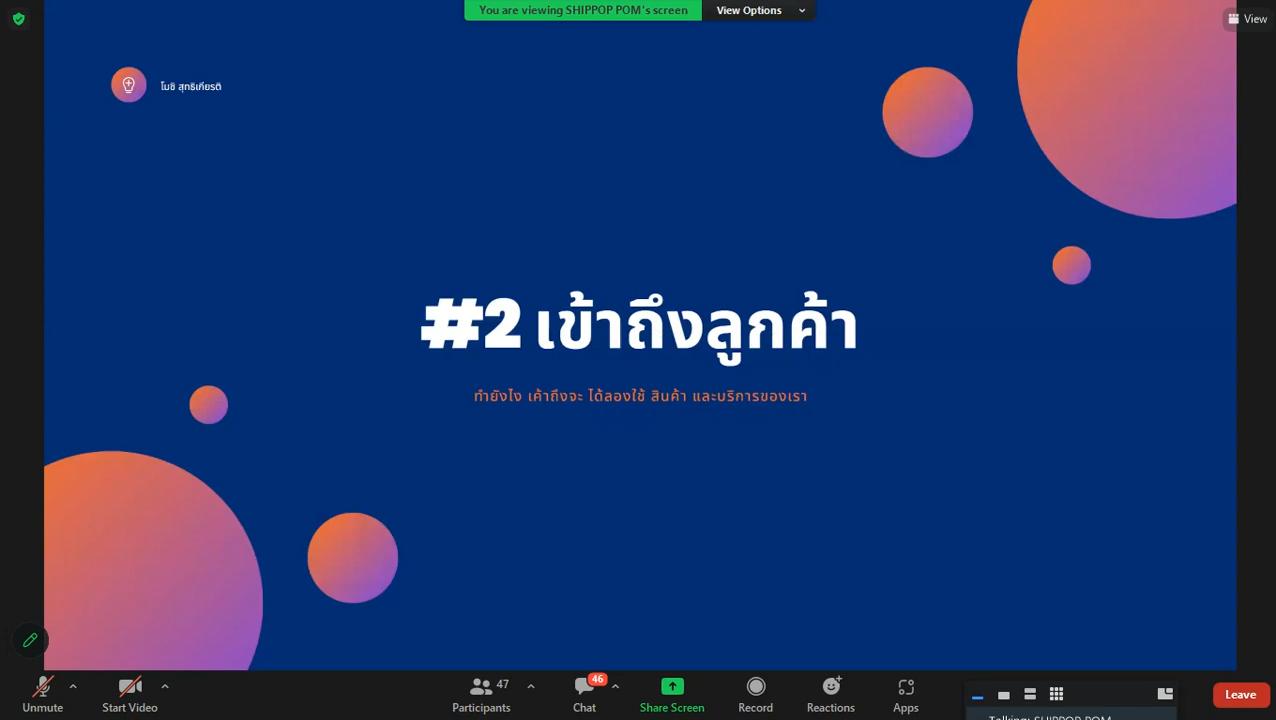 You are viewing SHIPPOP POM's screen
View Options
View
โมชิ สุทธิเกียรติ
#2 เข้าถึงลูกค้า
ทำยังไง เค้าถึงจะ ได้ลองใช้ สินค้า และบริการของเรา
Unmute
Start Video
47
Participants
46
Chat
Share Screen
Record
Reactions
Apps
Talking: SHIPPOP POM
Leave